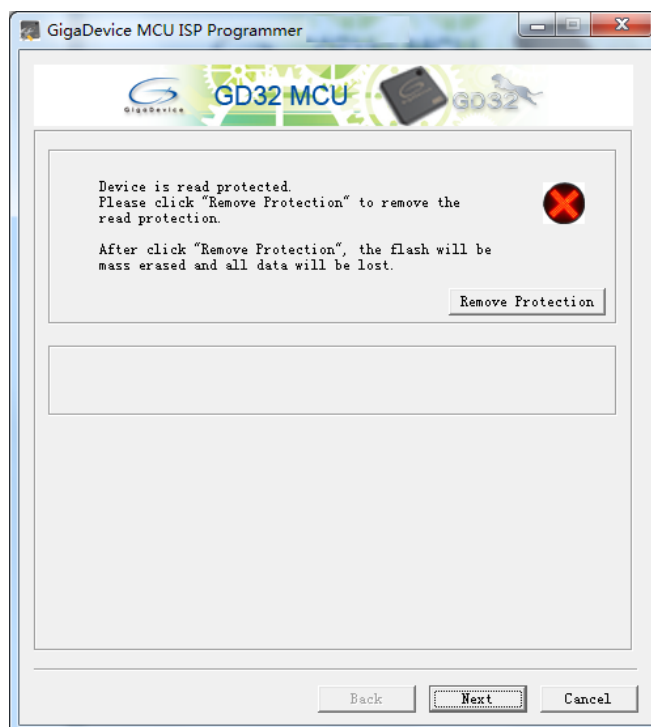 GigaDevice MCU ISP Programmer
GigaDevice
GD32 MCU
GD32
Device is read protected.
Please click "Remove Protection" to remove the
read protection.
After click "Remove Protection", the flash will be
mass erased and all data will be lost.
Remove Protection
Back
Next
Cancel